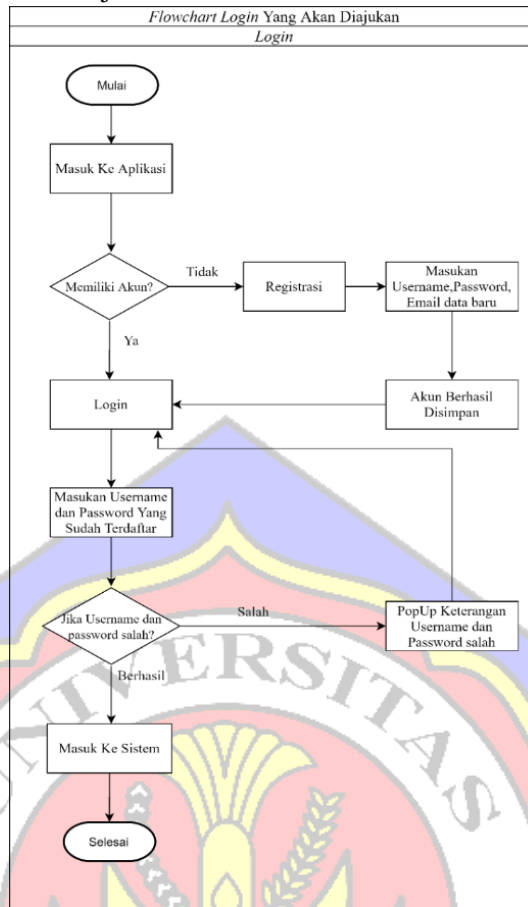 Flowchart Login Yang Akan Diajukan
Login
Mulai
Masuk Ke Aplikasi
Memiliki Akun?
Tidak
Registrasi
Masukan
Username,Password,
Email data baru
Ya
Login
Akun Berhasil
Disimpan
Masukan Username
dan Password Yang
Sudah Terdaftar
Jika Username dan
password salah?
Salah
PopUp Keterangan
Username dan
Password salah
Berhasil
Masuk Ke Sistem
Selesai
UNIVERSITAS